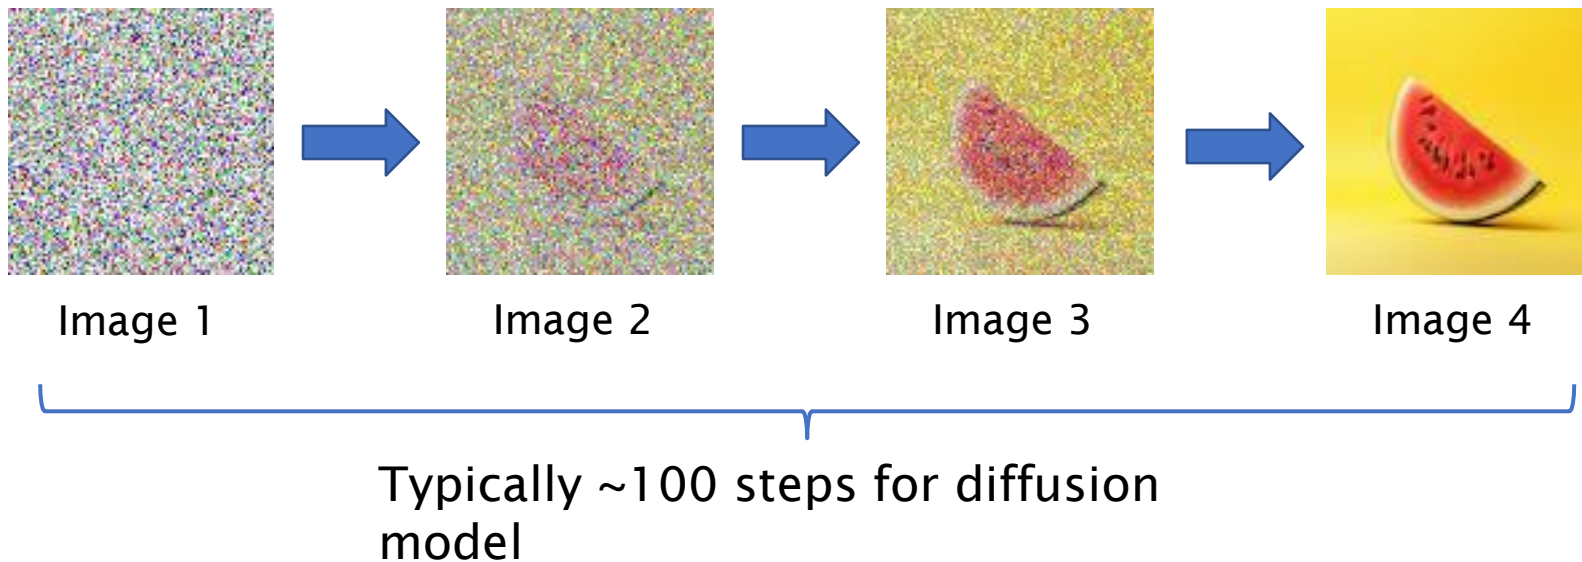 Image 1
Image 2
Image 3
Image 4
Typically ~100 steps for diffusion
model